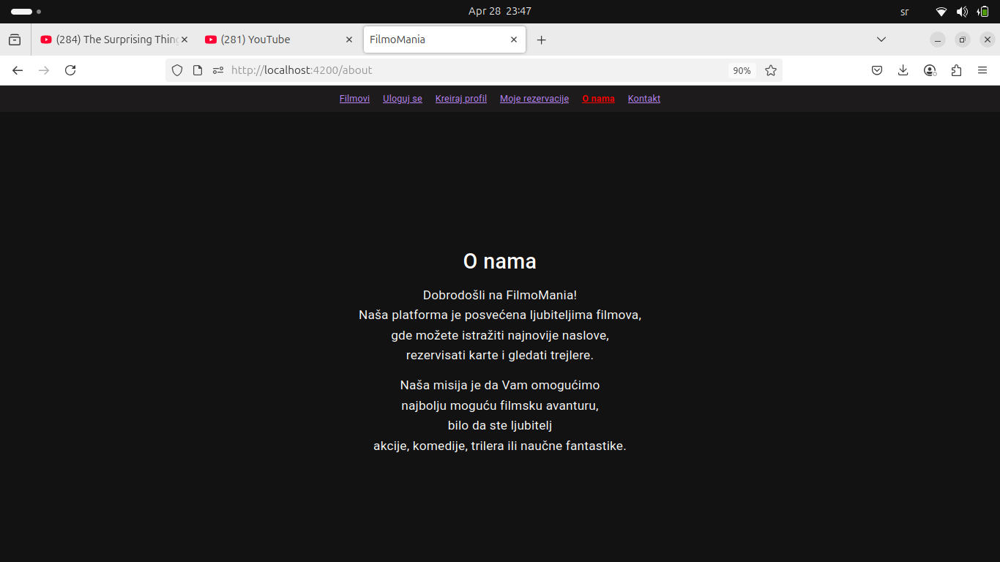 Apr 28 23:47
sr
(284) The Surprising Thing
(281) YouTube
FilmoMania
http://localhost:4200/about
90%
Filmovi Uloguj se Kreiraj profil Moje rezervacije O nama Kontakt
O nama
Dobrodošli na FilmoMania!
Naša platforma je posvećena ljubiteljima filmova,
gde možete istražiti najnovije naslove,
rezervisati karte i gledati trejlere.
Naša misija je da Vam omogućimo
najbolju moguću filmsku avanturu,
bilo da ste ljubitelj
akcije, komedije, trilera ili naučne fantastike.